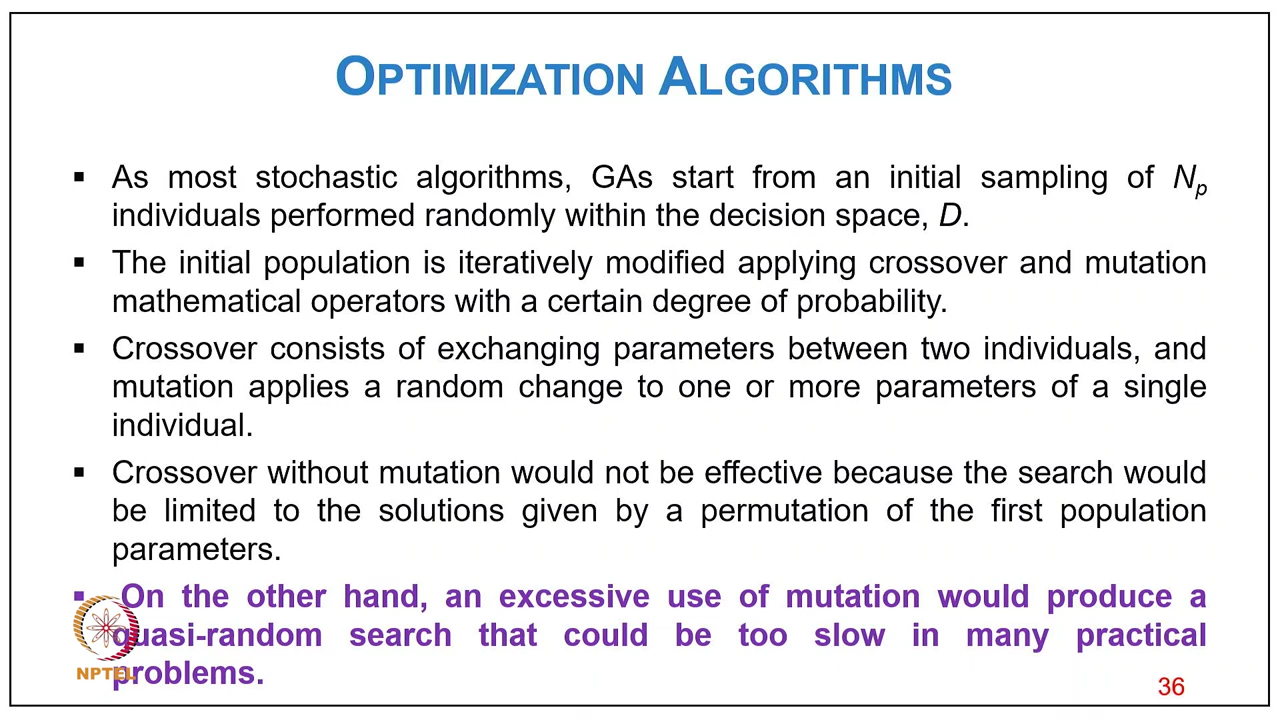 OPTIMIZATION ALGORITHMS
▪ As most stochastic algorithms, GAs start from an initial sampling of Np
individuals performed randomly within the decision space, D.
▪ The initial population is iteratively modified applying crossover and mutation
mathematical operators with a certain degree of probability.
▪ Crossover consists of exchanging parameters between two individuals, and
mutation applies a random change to one or more parameters of a single
individual.
▪ Crossover without mutation would not be effective because the search would
be limited to the solutions given by a permutation of the first population
parameters.
▪ On the other hand, an excessive use of mutation would produce a
quasi-random search that could be too slow in many practical
problems.
NPTEL
36